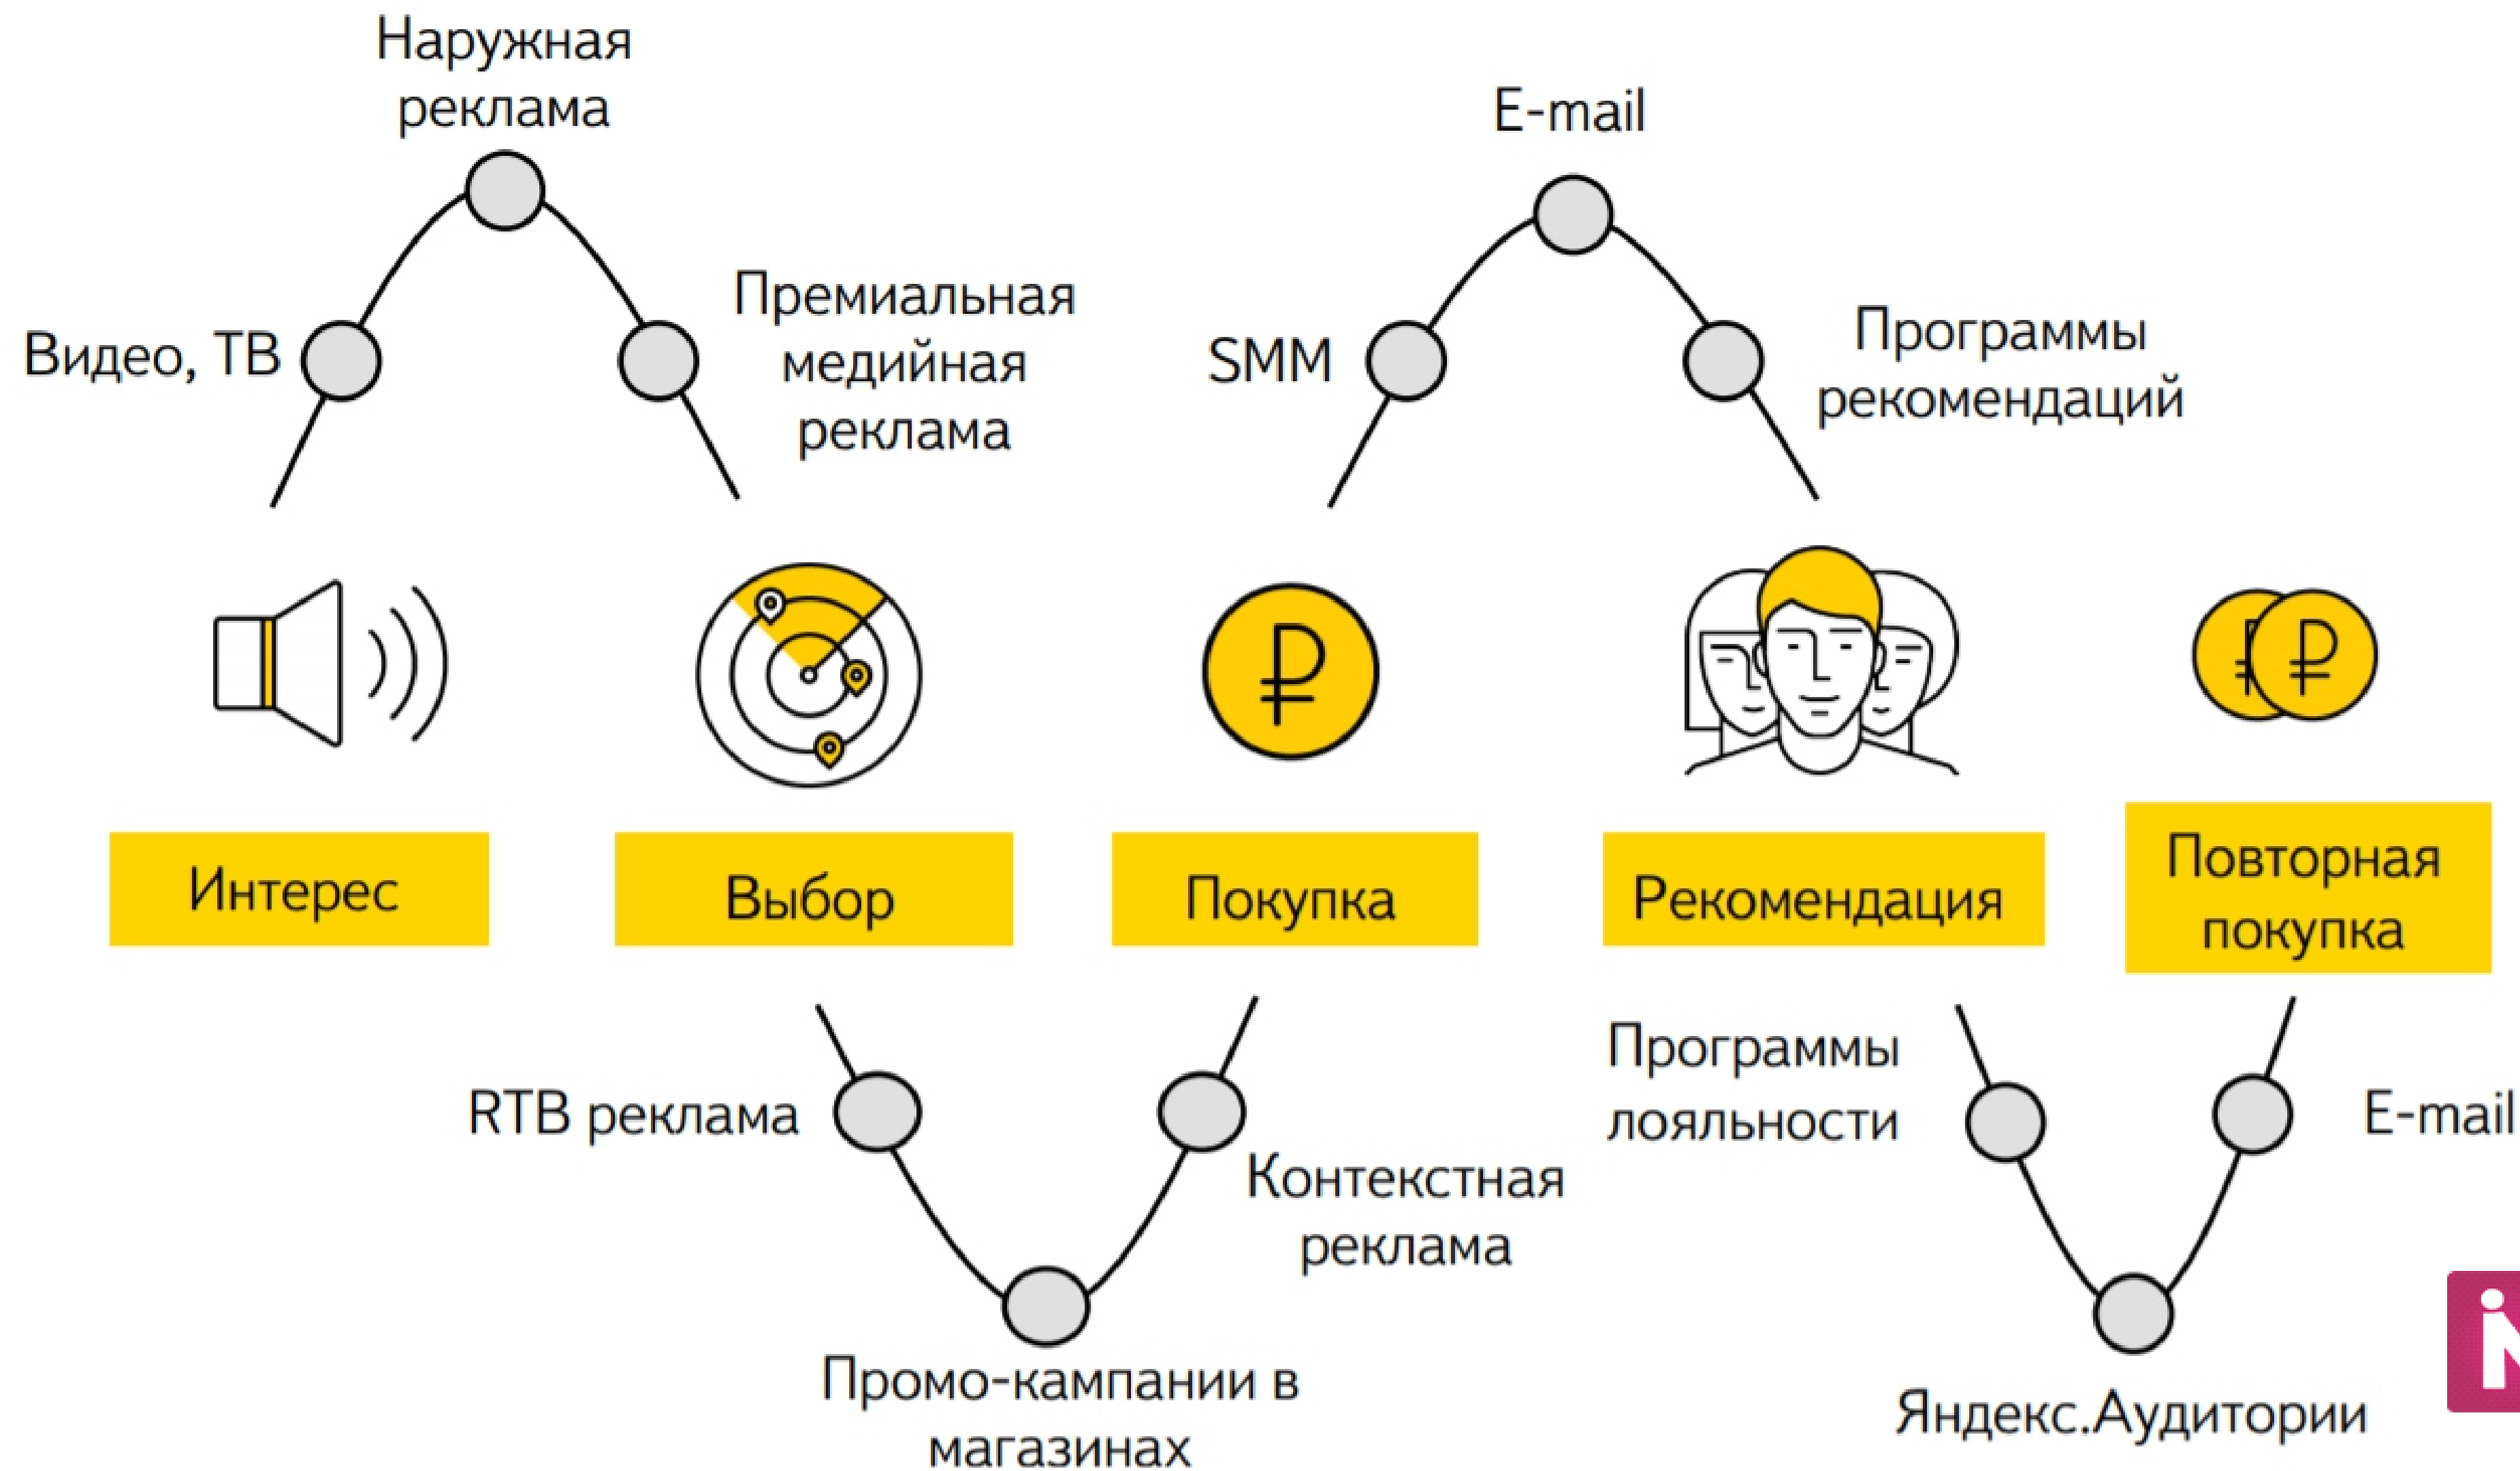 Наружная
реклама
E-mail
Видео, ТВ
Премиальная
медийная
реклама
SMM
Программы
рекомендаций
Интерес
Выбор
Покупка
Рекомендация
Повторная
покупка
RTB реклама
Контекстная
реклама
Промо-кампании в
магазинах
Программы
лояльности
E-mail
Яндекс.Аудитории